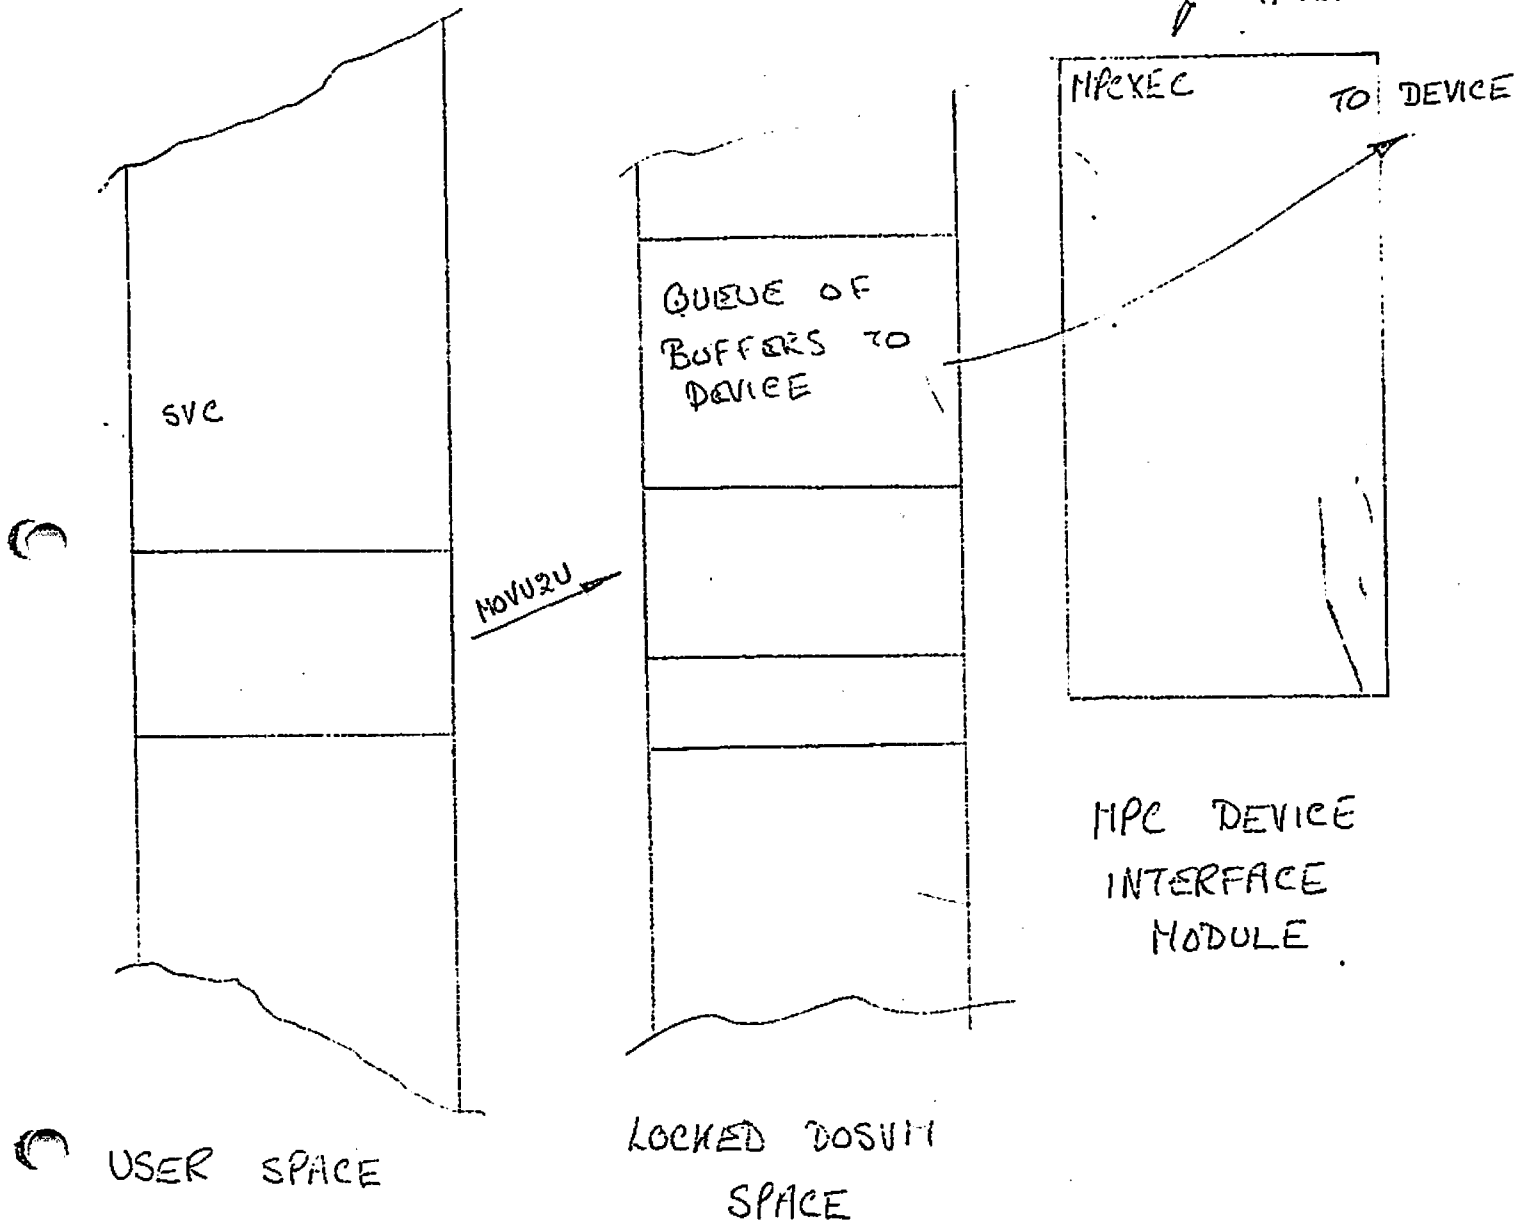 MPCXEC
TO DEVICE
QUEUE OF
BUFFERS TO
DEVICE
SVC
MOVU2U
MPC DEVICE
INTERFACE
MODULE
USER SPACE
LOCKED DOSVM
SPACE